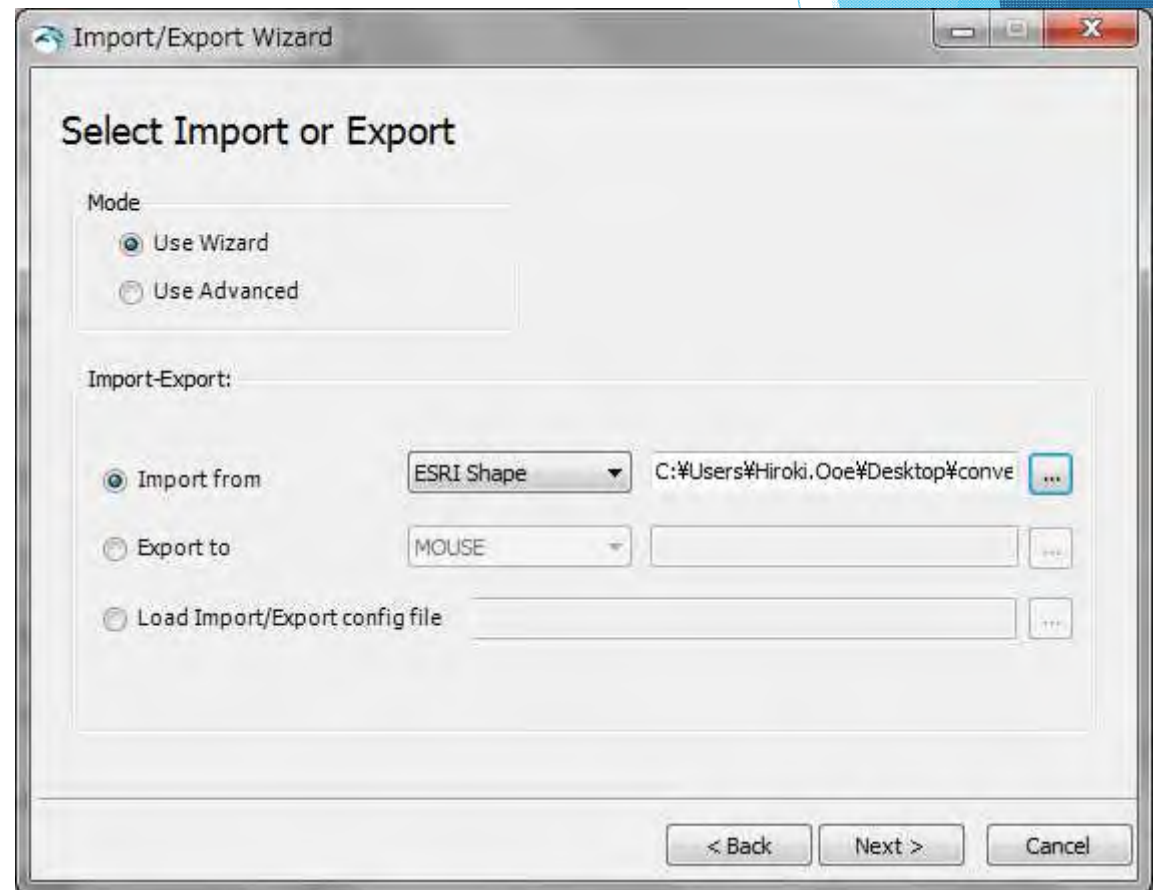 Import/Export Wizard
Select Import or Export
Mode
Use Wizard
Use Advanced
Import-Export:
Import from ESRI Shape C:¥Users¥Hiroki.Ooe¥Desktop¥conve ...
Export to MOUSE ...
Load Import/Export config file ...
< Back Next > Cancel